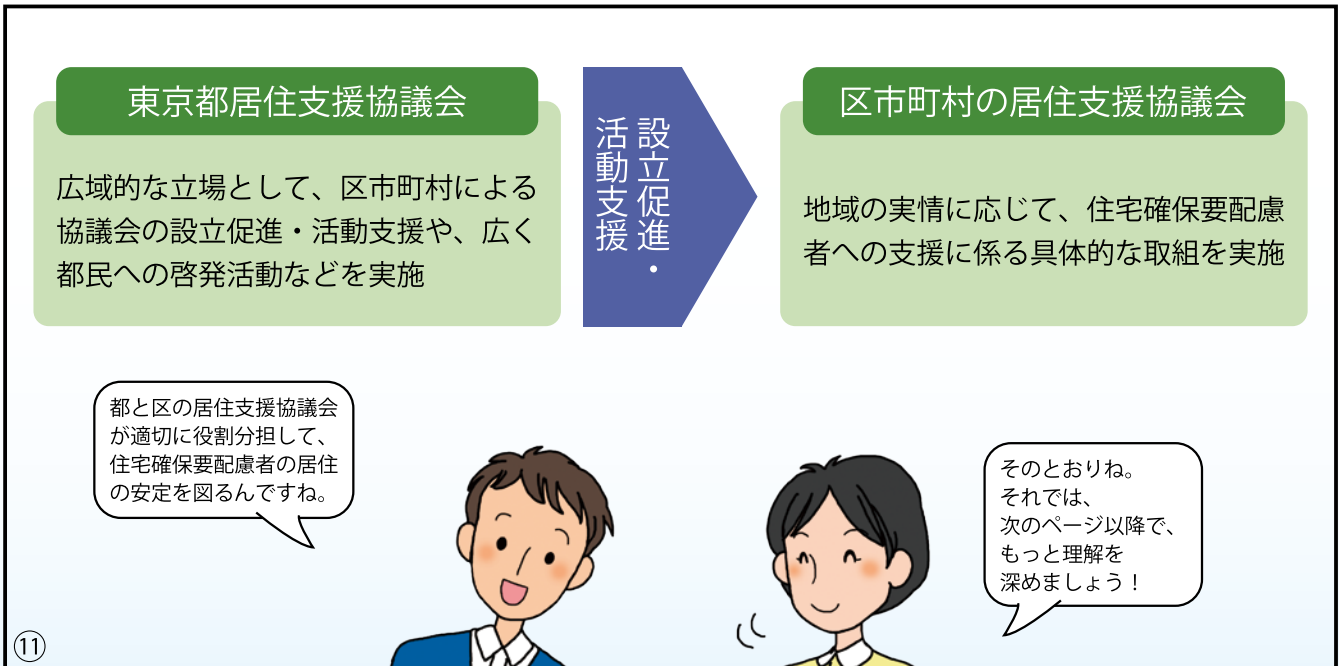 東京都居住支援協議会
広域的な立場として、区市町村による
協議会の設立促進・活動支援や、広く
都民への啓発活動などを実施
設立促進・
活動支援
区市町村の居住支援協議会
地域の実情に応じて、住宅確保要配慮
者への支援に係る具体的な取組を実施
都と区の居住支援協議会
が適切に役割分担して、
住宅確保要配慮者の居住
の安定を図るんですね。
そのとおりね。
それでは、
次のページ以降で、
もっと理解を
深めましょう！
⑪